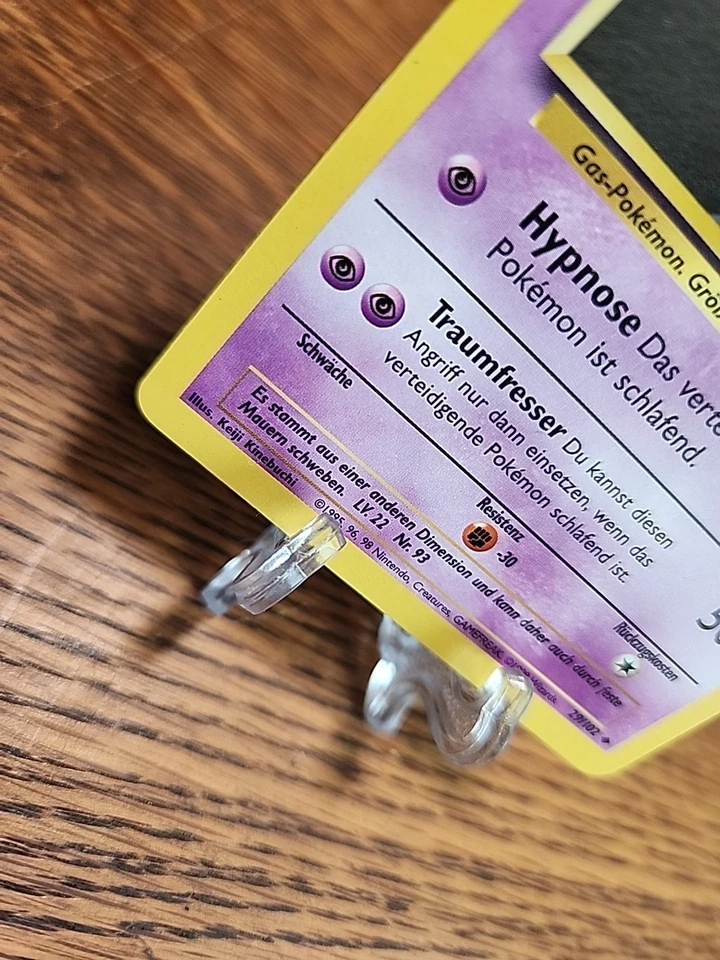 Gas-Pokémon. Größ
Hypnose Das verte
Pokémon ist schlafend.
Traumfresser Du kannst diesen
Angriff nur dann einsetzen, wenn das
verteidigende Pokémon schlafend ist.
50
Schwäche
Resistenz
-30
Rückzugskosten
Es stammt aus einer anderen Dimension und kann daher auch durch feste
Mauern schweben. LV. 22 Nr. 93
Illus. Keiji Kinebuchi
©1995, 96, 98 Nintendo, Creatures, GAMEFREAK. Wizards.
29/102